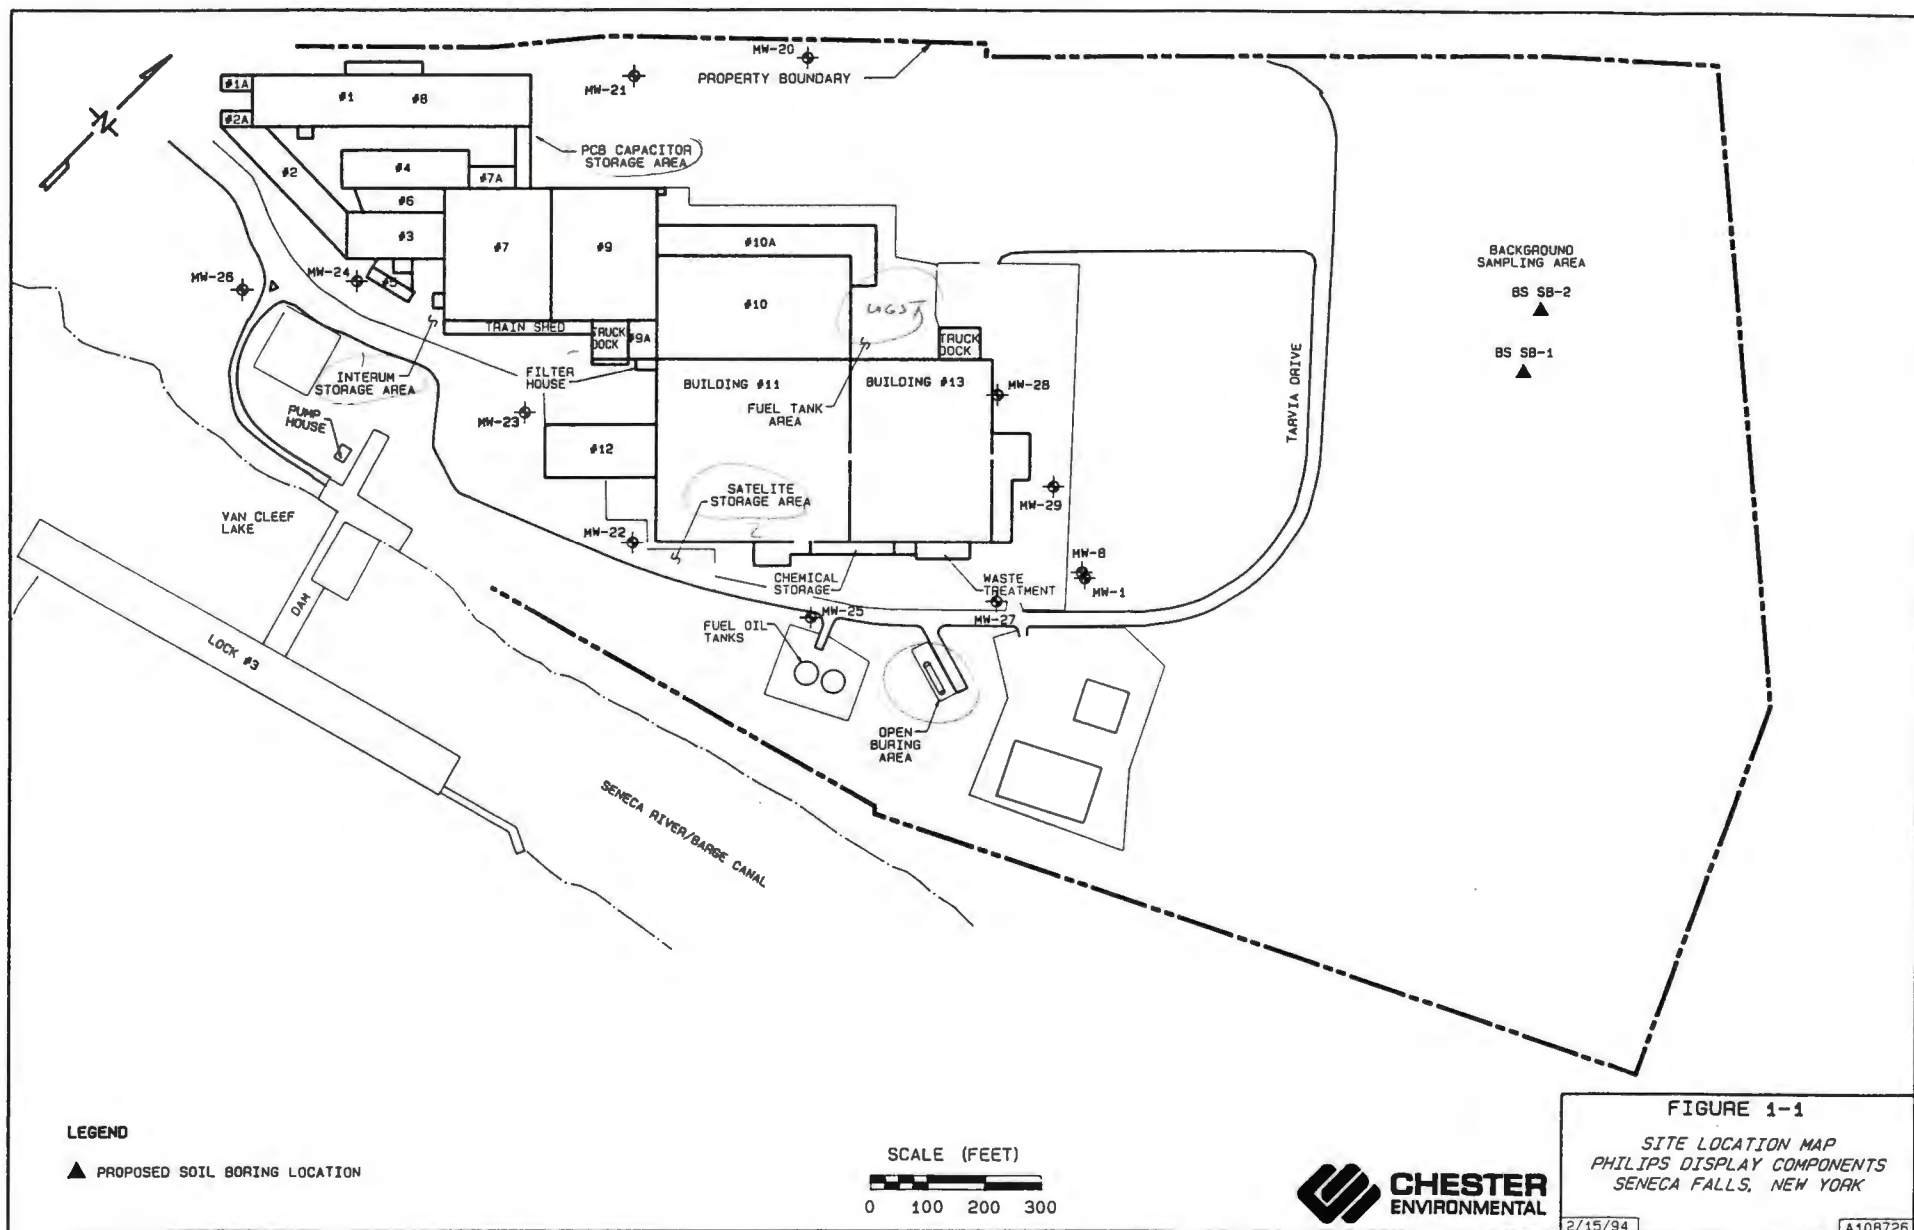 MW-20
PROPERTY BOUNDARY
MW-21
#1A
#1
#8
#2A
PCB CAPACITOR
STORAGE AREA
#2
#4
#7A
#6
#3
#7
#9
#10A
N
MW-26
MW-24
#5
#10
UGST
BACKGROUND
SAMPLING AREA
BS SB-2
BS SB-1
TRAIN SHED
TRUCK
DOCK
#9A
TRUCK
DOCK
INTERUM
STORAGE AREA
FILTER
HOUSE
BUILDING #11
BUILDING #13
MW-28
FUEL TANK
AREA
TARVIA DRIVE
PUMP
HOUSE
MW-23
#12
SATELITE
STORAGE AREA
MW-29
VAN CLEEF
LAKE
MW-22
MW-8
MW-1
CHEMICAL
STORAGE
WASTE
TREATMENT
DAM
MW-25
MW-27
FUEL OIL
TANKS
LOCK #3
OPEN
BURING
AREA
SENECA RIVER/BARGE CANAL
LEGEND
PROPOSED SOIL BORING LOCATION
SCALE (FEET)
0 100 200 300
CHESTER
ENVIRONMENTAL
FIGURE 1-1
SITE LOCATION MAP
PHILIPS DISPLAY COMPONENTS
SENECA FALLS, NEW YORK
2/15/94
A108726